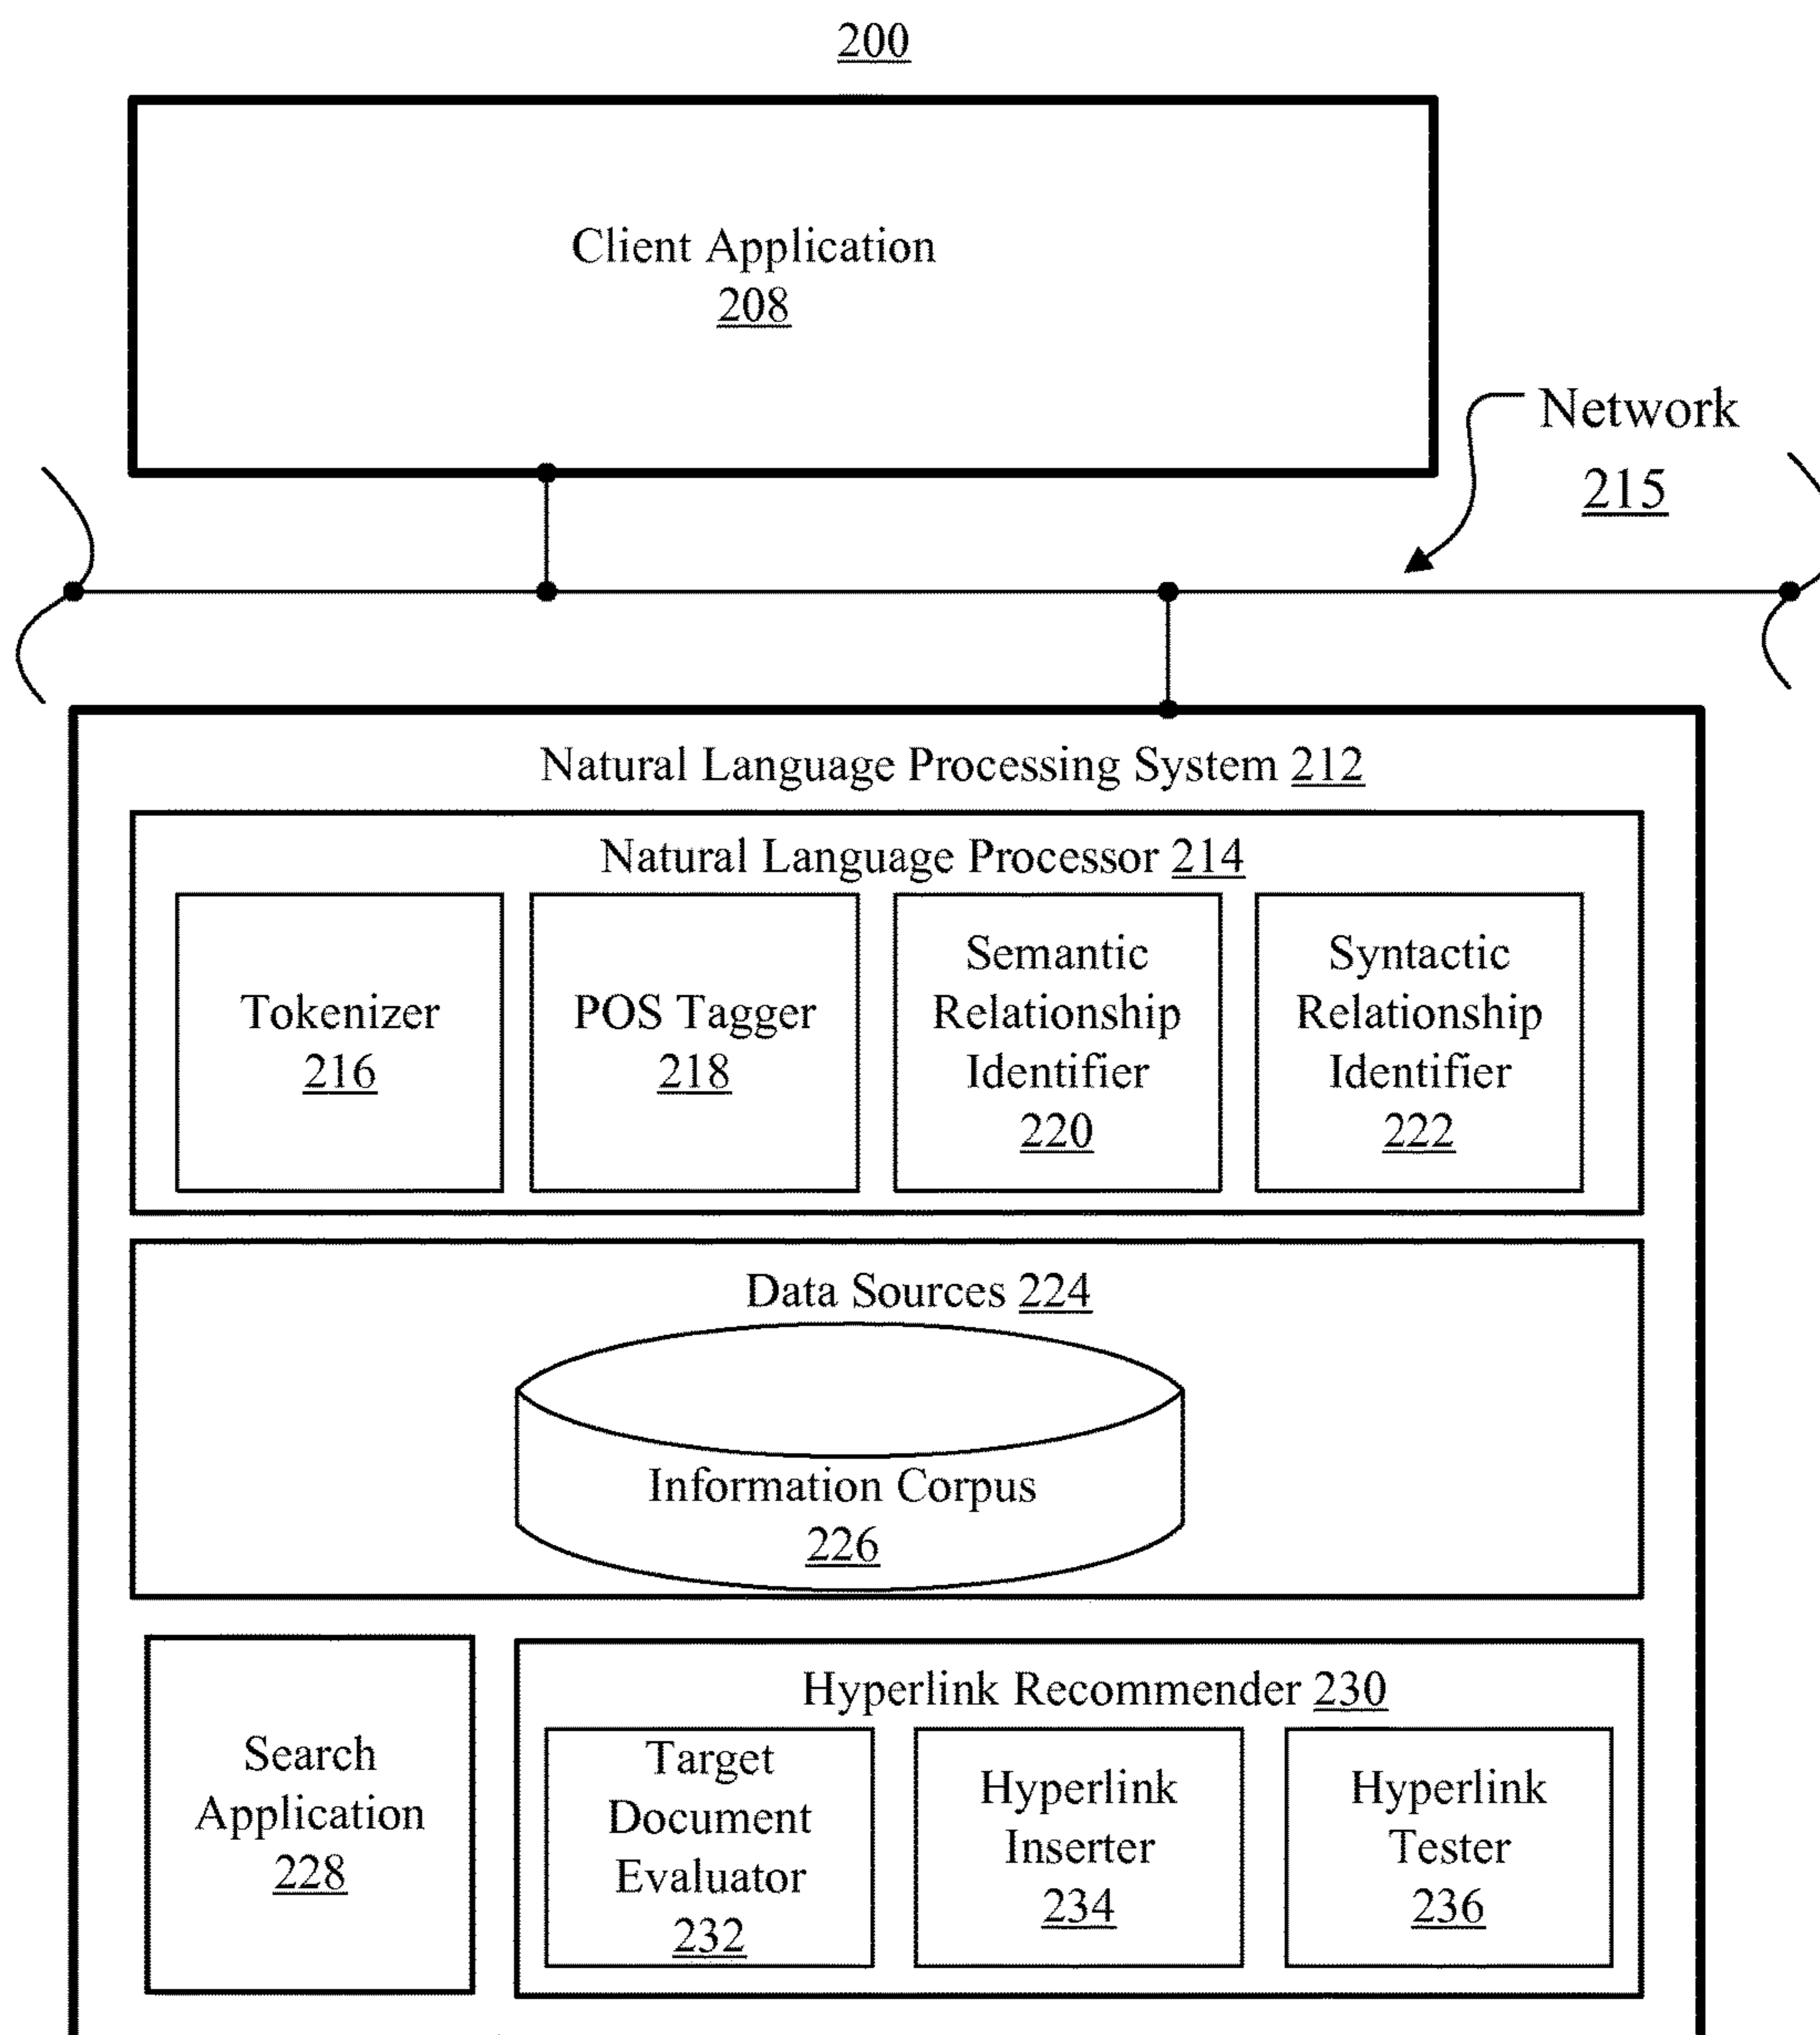 200
Client Application
208
Network
215
Natural Language Processing System 212
Natural Language Processor 214
Tokenizer
216
POS Tagger
218
Semantic
Relationship
Identifier
220
Syntactic
Relationship
Identifier
222
Data Sources 224
Information Corpus
226
Search
Application
228
Hyperlink Recommender 230
Target
Document
Evaluator
232
Hyperlink
Inserter
234
Hyperlink
Tester
236